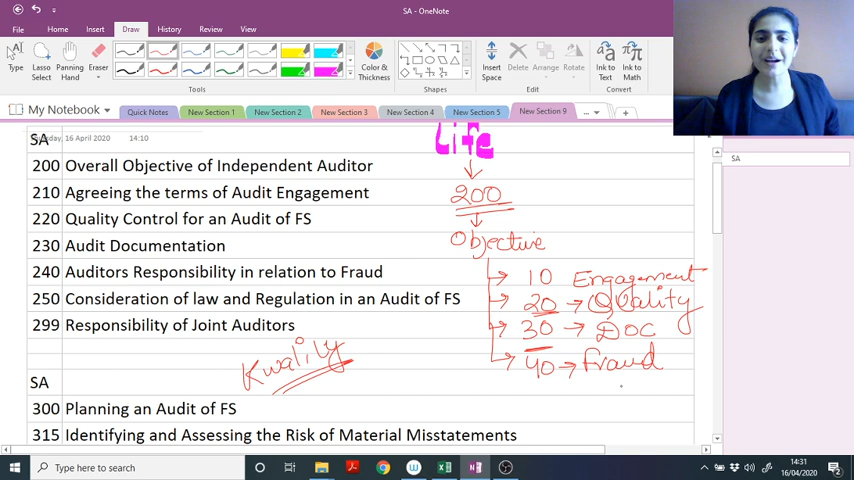 SA - OneNote
File Home Insert Draw History Review View
Type Lasso Select Panning Hand Eraser Color & Thickness Insert Space Delete Arrange Rotate Ink to Text Ink to Math
Tools Shapes Edit Convert
My Notebook Quick Notes New Section 1 New Section 2 New Section 3 New Section 4 New Section 5 New Section 9
16 April 2020 14:10
SA
SA
Life
200 Overall Objective of Independent Auditor
200
210 Agreeing the terms of Audit Engagement
220 Quality Control for an Audit of FS
230 Audit Documentation
Objective
240 Auditors Responsibility in relation to Fraud
10 Engagement
250 Consideration of law and Regulation in an Audit of FS
20 → Quality
299 Responsibility of Joint Auditors
30 → DOC
Kwality
40 → Fraud
SA
300 Planning an Audit of FS
315 Identifying and Assessing the Risk of Material Misstatements
Type here to search
14:31
16/04/2020
2